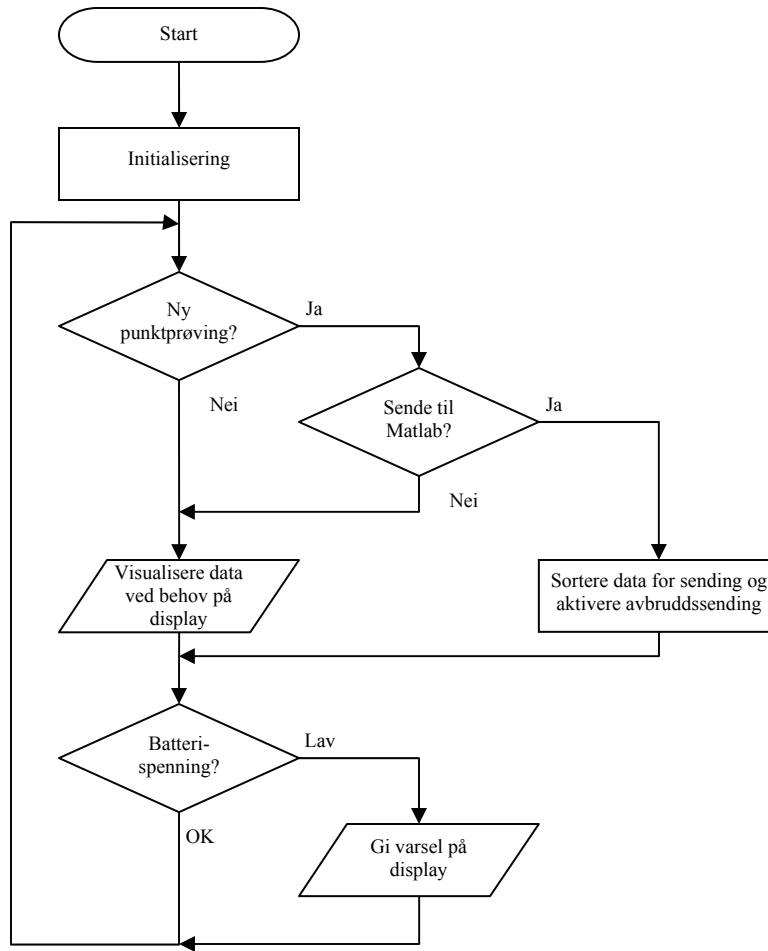 Start
Initialisering
Ny
punktprøving?
Ja
Nei
Sende til
Matlab?
Ja
Nei
Visualisere data
ved behov på
display
Sortere data for sending og
aktivere avbruddssending
Batteri-
spenning?
Lav
OK
Gi varsel på
display